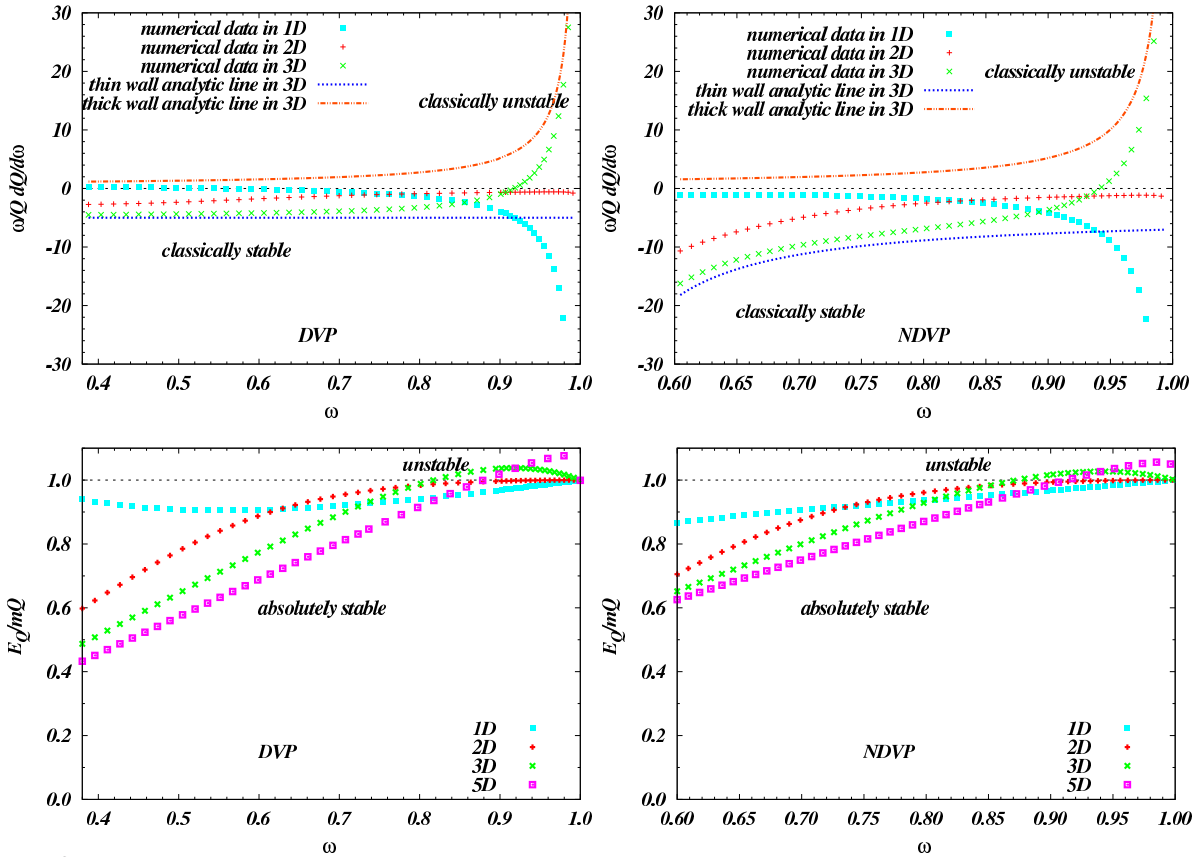 30
20
10
0
-10
-20
-30
0.4
0.5
0.6
0.7
0.8
0.9
1.0
ω/Q dQ/dω
ω
numerical data in 1D
numerical data in 2D
numerical data in 3D
thin wall analytic line in 3D
thick wall analytic line in 3D
classically unstable
classically stable
DVP
30
20
10
0
-10
-20
-30
0.60
0.65
0.70
0.75
0.80
0.85
0.90
0.95
1.00
ω/Q dQ/dω
ω
numerical data in 1D
numerical data in 2D
numerical data in 3D
thin wall analytic line in 3D
thick wall analytic line in 3D
classically unstable
classically stable
NDVP
1.0
0.8
0.6
0.4
0.2
0.0
0.4
0.5
0.6
0.7
0.8
0.9
1.0
E_Q/mQ
ω
unstable
absolutely stable
DVP
1D
2D
3D
5D
1.0
0.8
0.6
0.4
0.2
0.0
0.60
0.65
0.70
0.75
0.80
0.85
0.90
0.95
1.00
E_Q/mQ
ω
unstable
absolutely stable
NDVP
1D
2D
3D
5D